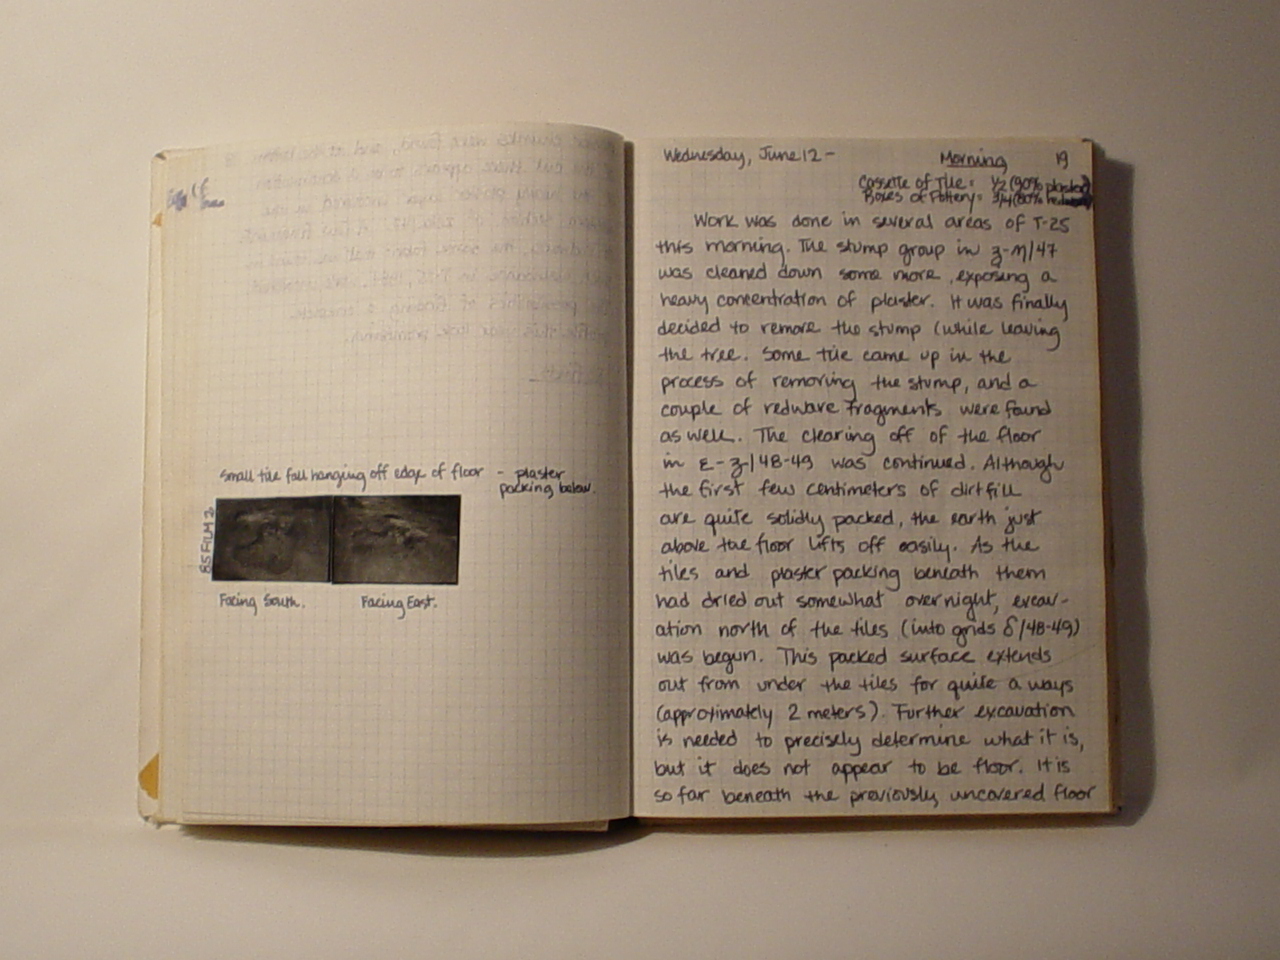 small tile fall hanging off edge of floor - plaster
packing below.
85 FILM 2
Facing South. Facing East.
Wednesday, June 12 - Morning 19
Cassette of Tile: 1/2 (90% plaster)
Boxes of Pottery: 3/4 (80%
Work was done in several areas of T-25
this morning. The stump group in
was cleaned down some more, exposing a
heavy concentration of plaster. It was finally
decided to remove the stump (while leaving
the tree. Some tile came up in the
process of removing the stump, and a
couple of redware fragments were found
as well. The clearing off of the floor
in E-Z/48-49 was continued. Although
the first few centimeters of dirt fill
are quite solidly packed, the earth just
above the floor lifts off easily. As the
tiles and plaster packing beneath them
had dried out somewhat overnight, excav-
ation north of the tiles (into grids δ/48-49)
was begun. This packed surface extends
out from under the tiles for quite a ways
(approximately 2 meters). Further excavation
is needed to precisely determine what it is,
but it does not appear to be floor. It is
so far beneath the previously uncovered floor